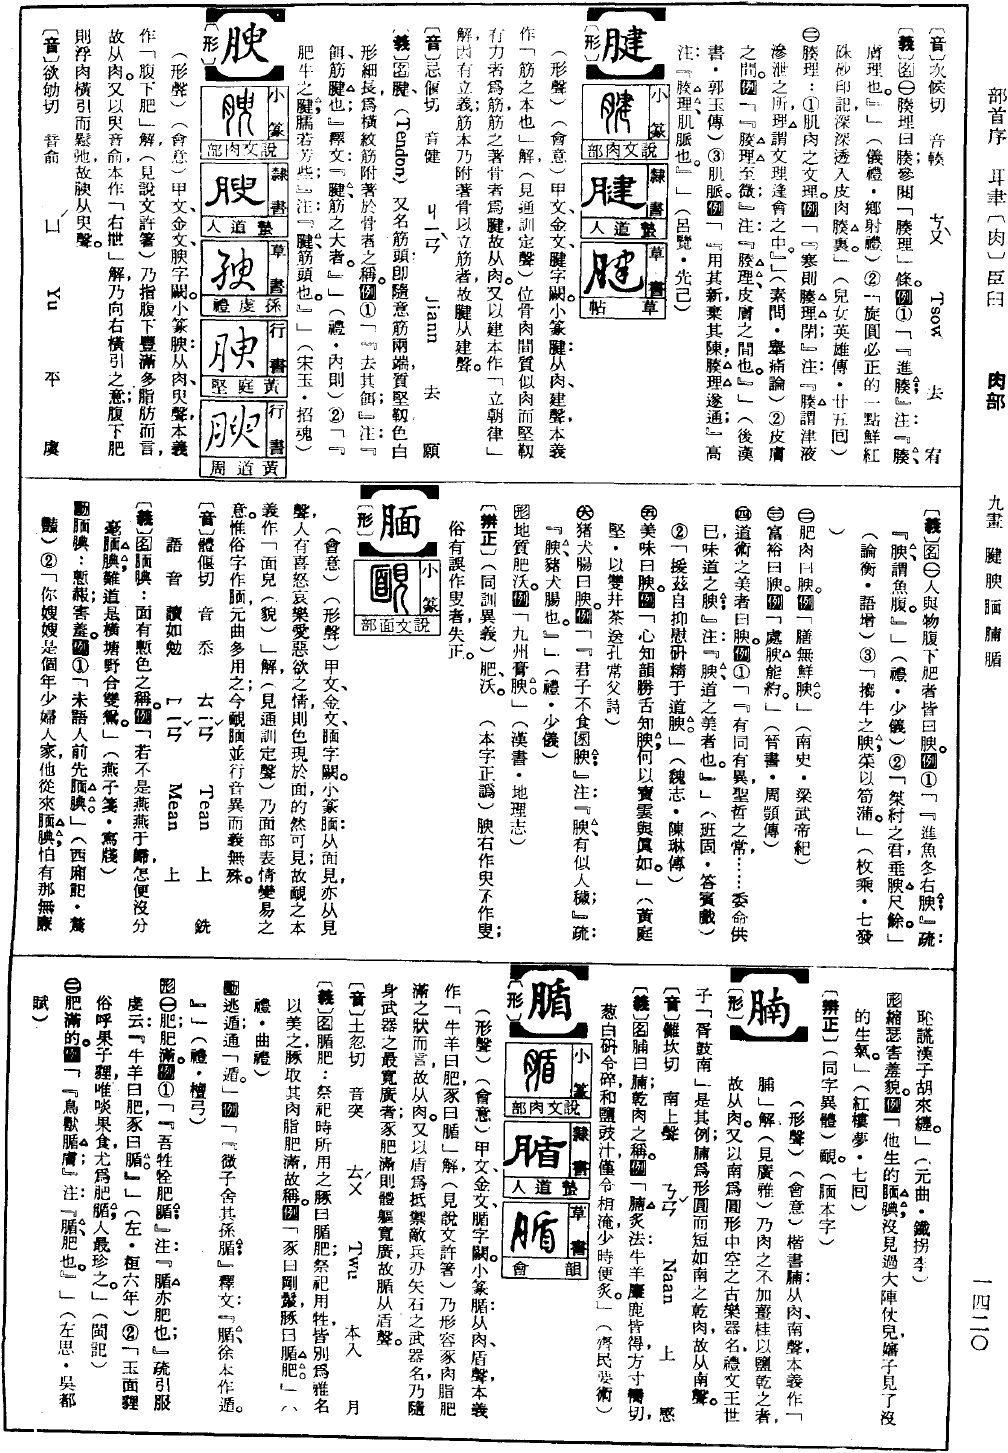 部首序　耳聿〔肉〕臣臼　肉部　九畫　腱腴腼腩腯　一四二〇
〔音〕次候切　音輳　ㄘㄡ　Tsow　去　宥
〔義〕名㊀腠理曰腠參閱「腠理」條。例①「『進腠』注：『腠，
膚理也。』」（儀禮・鄉射禮）②「旋圓必正的一點鮮紅
硃砂印記深深透入皮肉腠裏。」（兒女英雄傳・廿五回）
㊁腠理：①肌肉之文理。例「『寒則腠理閉』注：『腠謂津液
滲泄之所，理謂文理逢會之中。』」（素問・舉痛論）②皮膚
之間。例「『腠理至微』注：『腠理，皮膚之間也。』」（後漢
書・郭玉傳）③肌脈。例「『用其新，棄其陳，腠理遂通』高
注：『腠理，肌脈也。』」（呂覽・先己）
腱
〔形〕
小篆　說文肉部
隸書　蟄道人
草書　草帖
（形聲）（會意）甲文、金文、腱字闕。小篆腱：从肉，建聲，本義
作「筋之本也」解，（見通訓定聲）位骨肉間質似肉而堅靱
有力者為筋，筋之著骨者為腱，故从肉。又以建本作「立朝律」
解，因有立義；筋本乃附著骨以立筋者，故腱从建聲。
〔音〕忌偃切　音健　ㄐㄧㄢ　Jiann　去　願
〔義〕名腱（Tendon）又名筋頭，即隨意筋兩端質堅靱色白
形細長為橫紋筋附著於骨者之稱。例①「『去其餌』注：『
餌，筋腱也。』釋文：『腱，筋之大者。』」（禮・內則）②「『
肥牛之腱，臑若芳些』注：『腱，筋頭也。』」（宋玉・招魂）
腴
〔形〕
小篆　說文肉部
隸書　蟄道人
草書　孫虔禮
行書　黃庭堅
行書　黃道周
（形聲）（會意）甲文、金文、腴字闕。小篆腴：从肉，臾聲，本義
作「腹下肥」解，（見說文許箸）乃指腹下豐滿多脂肪而言，
故从肉。又以臾音俞，本作「右抴」解，乃向右橫引之意，腹下肥
則浮肉橫引而鬆弛，故腴从臾聲。
〔音〕欲劬切　音俞　ㄩ　Yu　平　虞
〔義〕名㊀人與物腹下肥者皆曰腴。例①「『進魚冬右腴』疏：
『腴，謂魚腹。』」（禮・少儀）②「桀紂之君，垂腴尺餘。」
（論衡・語增）③「犓牛之腴，菜以筍蒲。」（枚乘・七發
）
㊁肥肉曰腴。例「膳無鮮腴。」（南史・梁武帝紀）
㊂富裕曰腴。例「處腴能約。」（晉書・周顗傳）
㊃道術之美者曰腴。例①「『有同有異，聖哲之常……委命供
已，味道之腴』注：『腴，道之美者也。』」（班固・答賓戲）
②「援茲自抑慰，研精于道腴。」（魏志・陳琳傳）
㊄美味曰腴。例「心知韻勝舌知腴，何以寶雲與眞如。」（黃庭
堅・以雙井茶送孔常父詩）
㊅豬犬腸曰腴。例「『君子不食圂腴』注：『腴有似人穢』疏：
『腴，豬犬腸也。』」（禮・少儀）
形地質肥沃。例「九州膏腴。」（漢書・地理志）
〔辨正〕（同訓異義）肥、沃。（本字正譌）腴右作臾不作叟；
俗有誤作叟者，失正。
腼
〔形〕
小篆　說文面部
（會意）（形聲）甲文、金文、腼字闕。小篆腼：从面見，亦从見
聲，人有喜怒哀樂愛惡欲之情則色現於面的然可見，故靦之本
義作「面皃（貌）」解（見通訓定聲）乃面部表情變易之
意。惟俗字作腼，元曲多用之，今靦腼並行，音異而義無殊。
〔音〕體偃切　音忝　ㄊㄧㄢ　Tean　上　銑
語音　讀如勉　ㄇㄧㄢ　Mean　上
〔義〕名腼腆：面有慙色之稱。例「若不是燕燕于歸，怎便沒分
毫腼腆，難道是橫塘野合雙鴛。」（燕子箋・寫牋）
動腼腆：慙赧害羞。例①「未語人前先腼腆。」（西廂記・驚
豔）②「你嫂嫂是個年少婦人家，他從來腼腆，怕有那無廉
恥謊漢子胡來纏。」（元曲・鐵拐李）
形縮瑟害羞貌。例「他生的腼腆，沒見過大陣仗兒，嬸子見了沒
的生氣。」（紅樓夢・七回）
〔辨正〕（同字異體）靦。（腼本字）
腩
〔形〕
（形聲）（會意）楷書腩：从肉，南聲，本義作「
腤」解（見廣雅）乃肉之不加薑桂以鹽乾之者，
故从肉。又以南為圓形中空之古樂器名，禮文王世
子「胥鼓南」是其例；腩為形圓而短如南之乾肉，故从南聲。
〔音〕難坎切　南上聲　ㄋㄢ　Naan　上　感
〔義〕名腤曰腩；乾肉之稱。例「腩炙法：牛羊麞鹿皆得，方寸臠切，
葱白研令碎，和鹽豉汁，僅令相淹，少時便炙。」（齊民要術）
腯
〔形〕
小篆　說文肉部
隸書　蟄道人
草書　韻會
（形聲）（會意）甲文、金文、腯字闕。小篆腯：从肉，盾聲，本義
作「牛羊曰肥，豕曰腯」解，（見說文許箸）乃形容豕肉脂肥
滿之狀而言，故从肉。又以盾為抵禦敵兵刃矢石之武器名，乃隨
身武器之最寬廣者；豕肥滿則體軀寬廣，故腯从盾聲。
〔音〕土忽切　音突　ㄊㄨ　Twu　本入　月
〔義〕名腯肥：祭祀時所用之豚曰腯肥；祭祀用牲皆別為雅名
以美之，豚取其肉脂肥滿故稱。例「豕曰剛鬣，豚曰腯肥。」（
禮・曲禮）
動逃遁，遁通「遁」。例「『微子舍其孫腯』釋文：『腯，徐本作遁。
』」（禮・檀弓）
形㊀肥；肥滿。例①「『吾牲牷肥腯』注：『腯亦肥也』疏引服
虔云：『牛羊曰肥，豕曰腯。』」（左・桓六年）②「玉面貍，
俗呼果子貍，唯啖果食，尤為肥腯，人最珍之。」（閩記）
㊁肥滿的。例「『鳥獸腯膚』注：『腯，肥也。』」（左思・吳都
賦）